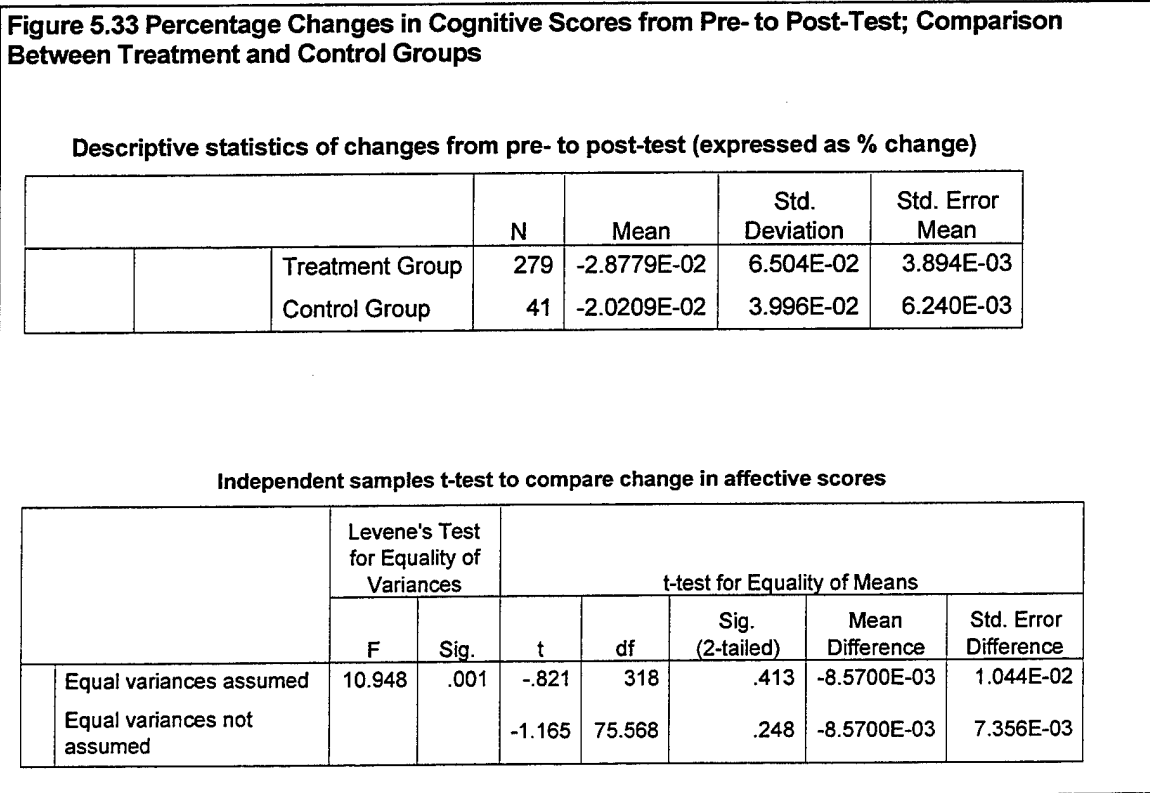 Figure 5.33 Percentage Changes in Cognitive Scores from Pre- to Post-Test; Comparison
Between Treatment and Control Groups
Descriptive statistics of changes from pre- to post-test (expressed as % change)
N Mean Std. Deviation Std. Error Mean
Treatment Group 279 -2.8779E-02 6.504E-02 3.894E-03
Control Group 41 -2.0209E-02 3.996E-02 6.240E-03
Independent samples t-test to compare change in affective scores
Levene's Test for Equality of Variances t-test for Equality of Means
F Sig. t df Sig. (2-tailed) Mean Difference Std. Error Difference
Equal variances assumed 10.948 .001 -.821 318 .413 -8.5700E-03 1.044E-02
Equal variances not assumed -1.165 75.568 .248 -8.5700E-03 7.356E-03